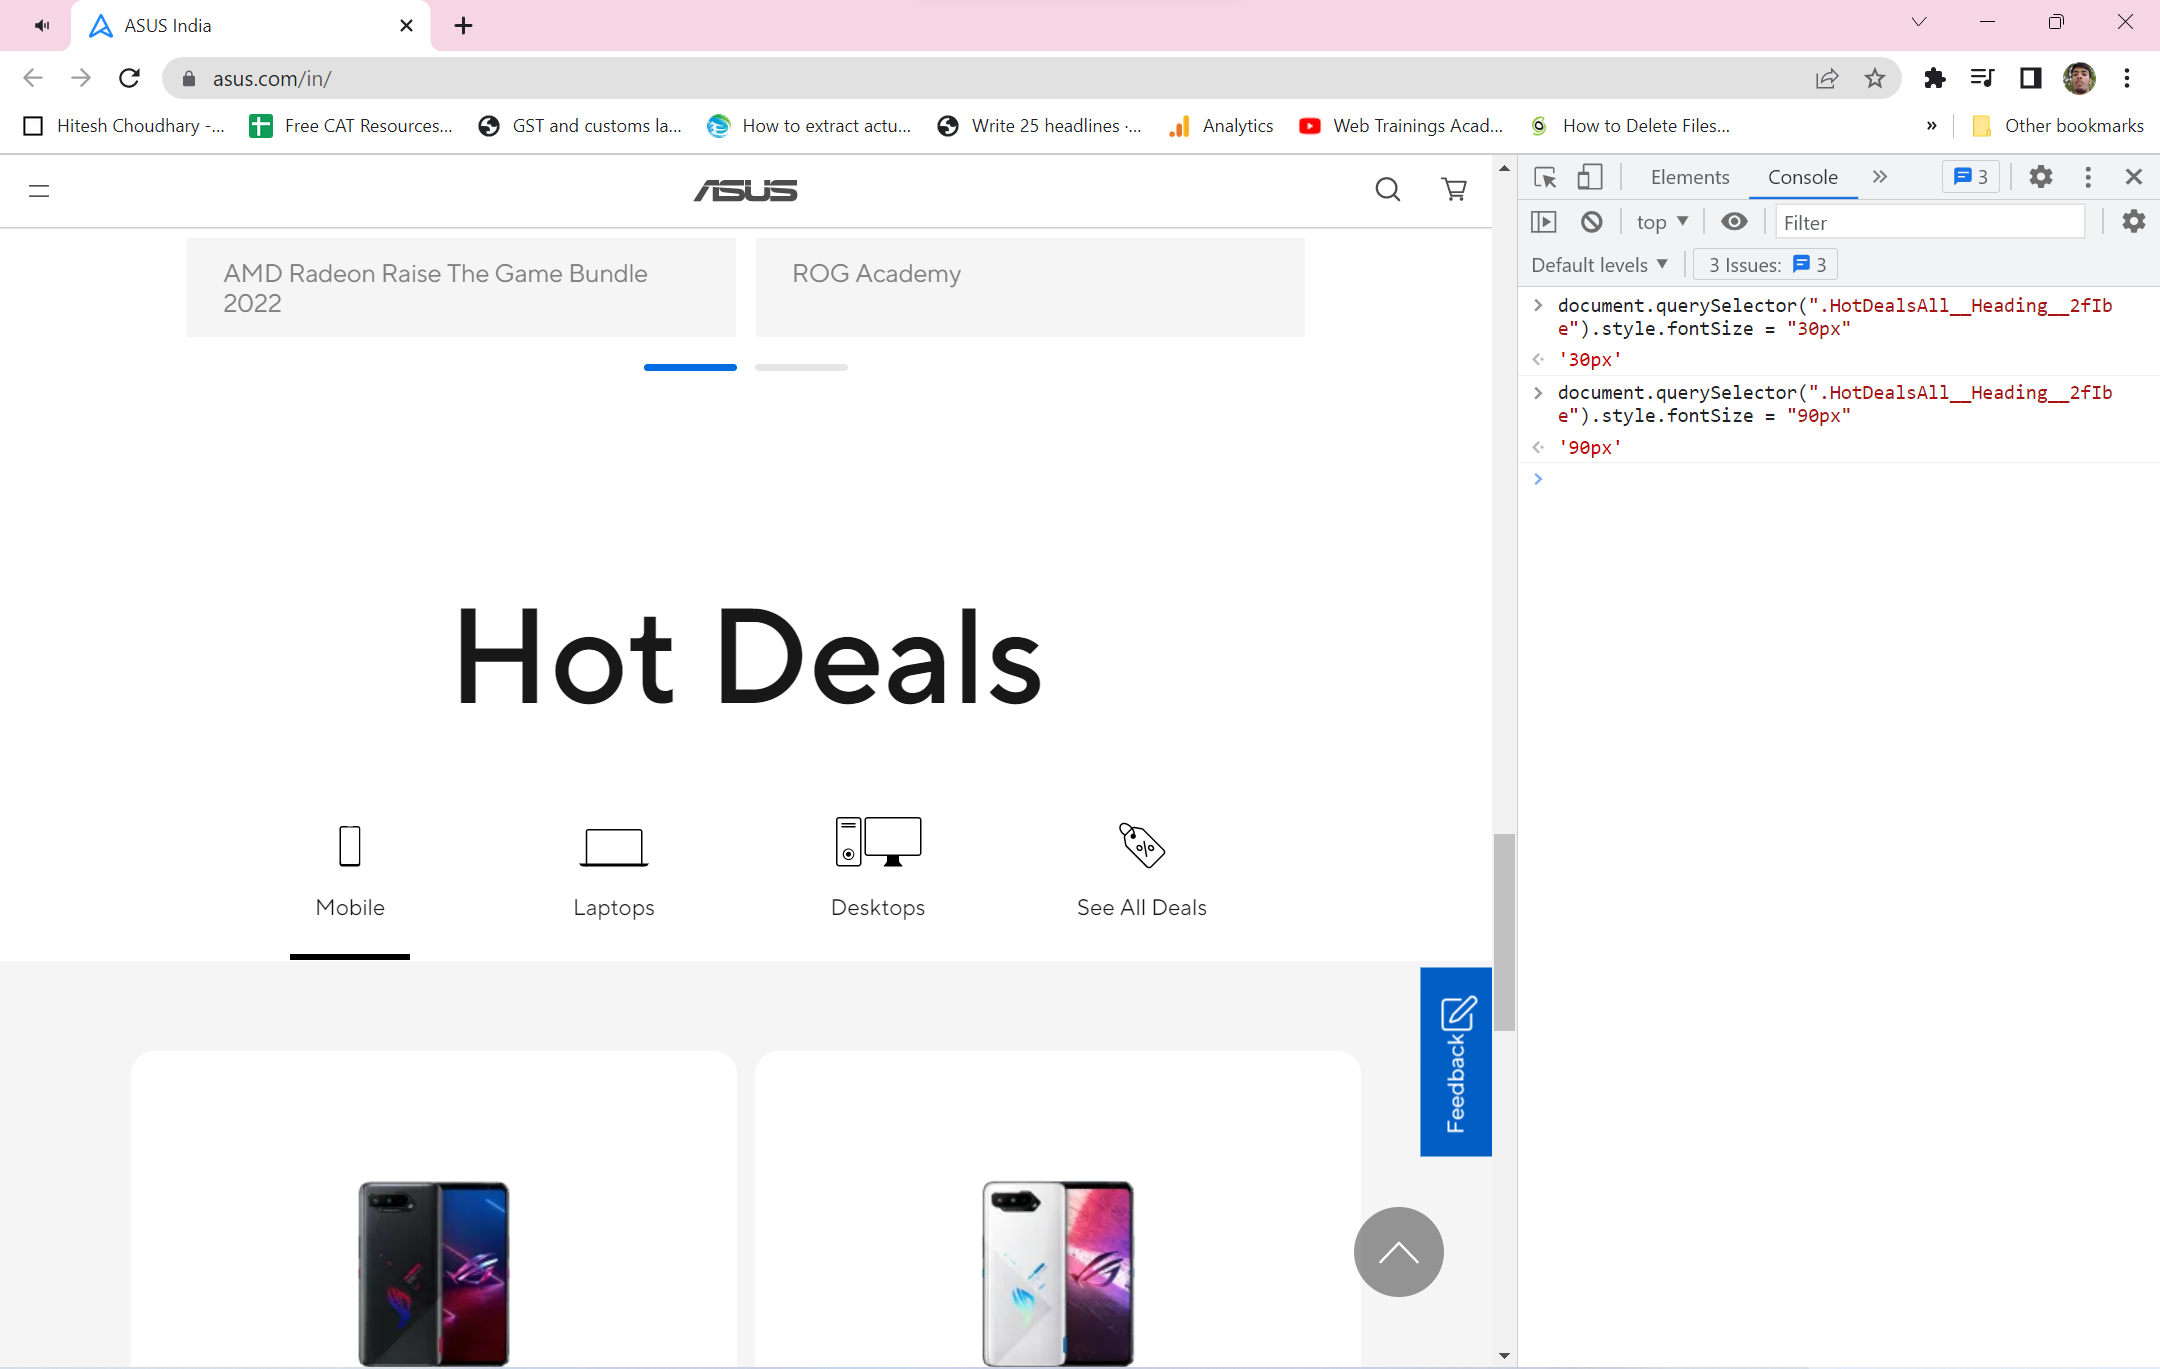 ASUS India
asus.com/in/
Hitesh Choudhary -...
Free CAT Resources...
GST and customs la...
How to extract actu...
Write 25 headlines ·...
Analytics
Web Trainings Acad...
How to Delete Files...
»
Other bookmarks
ASUS
AMD Radeon Raise The Game Bundle
2022
ROG Academy
Hot Deals
Mobile
Laptops
Desktops
%
See All Deals
Feedback
Elements
Console
3
top
Filter
Default levels
3 Issues:
3
document.querySelector(".HotDealsAll__Heading__2fIb
e").style.fontSize = "30px"
'30px'
document.querySelector(".HotDealsAll__Heading__2fIb
e").style.fontSize = "90px"
'90px'